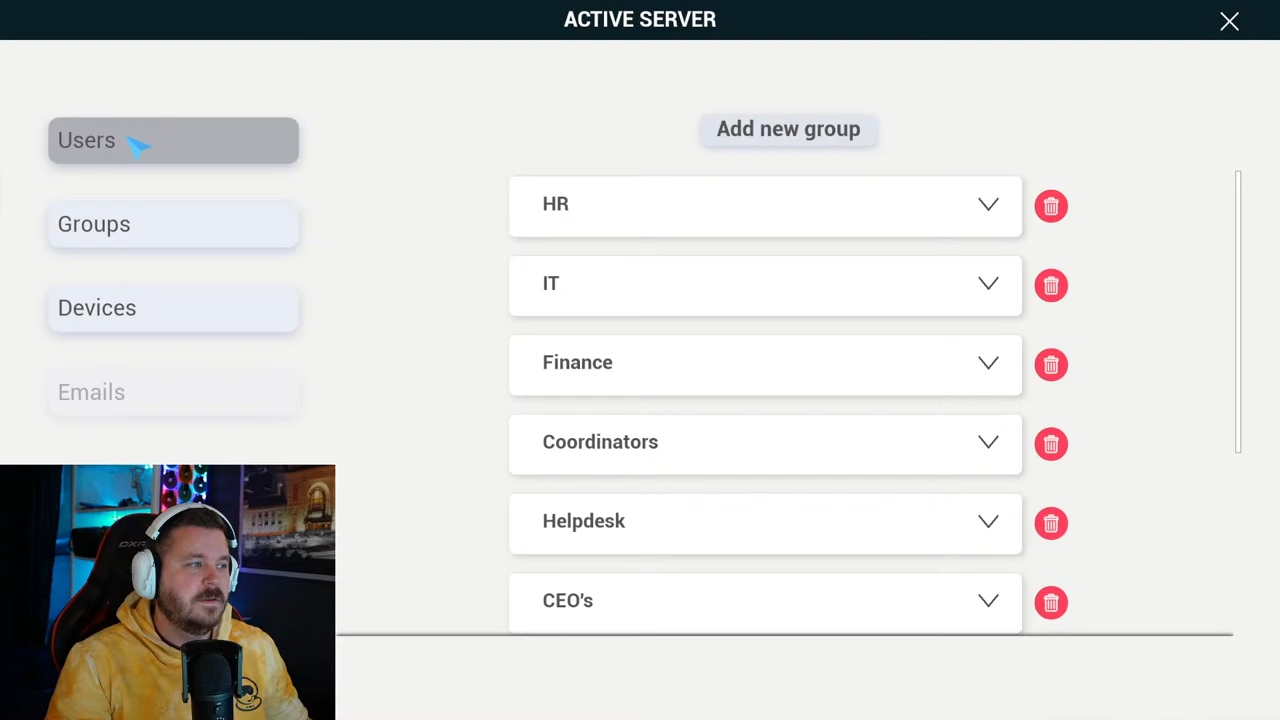 ACTIVE SERVER
Users
Groups
Devices
Emails
Add new group
HR
IT
Finance
Coordinators
Helpdesk
CEO's